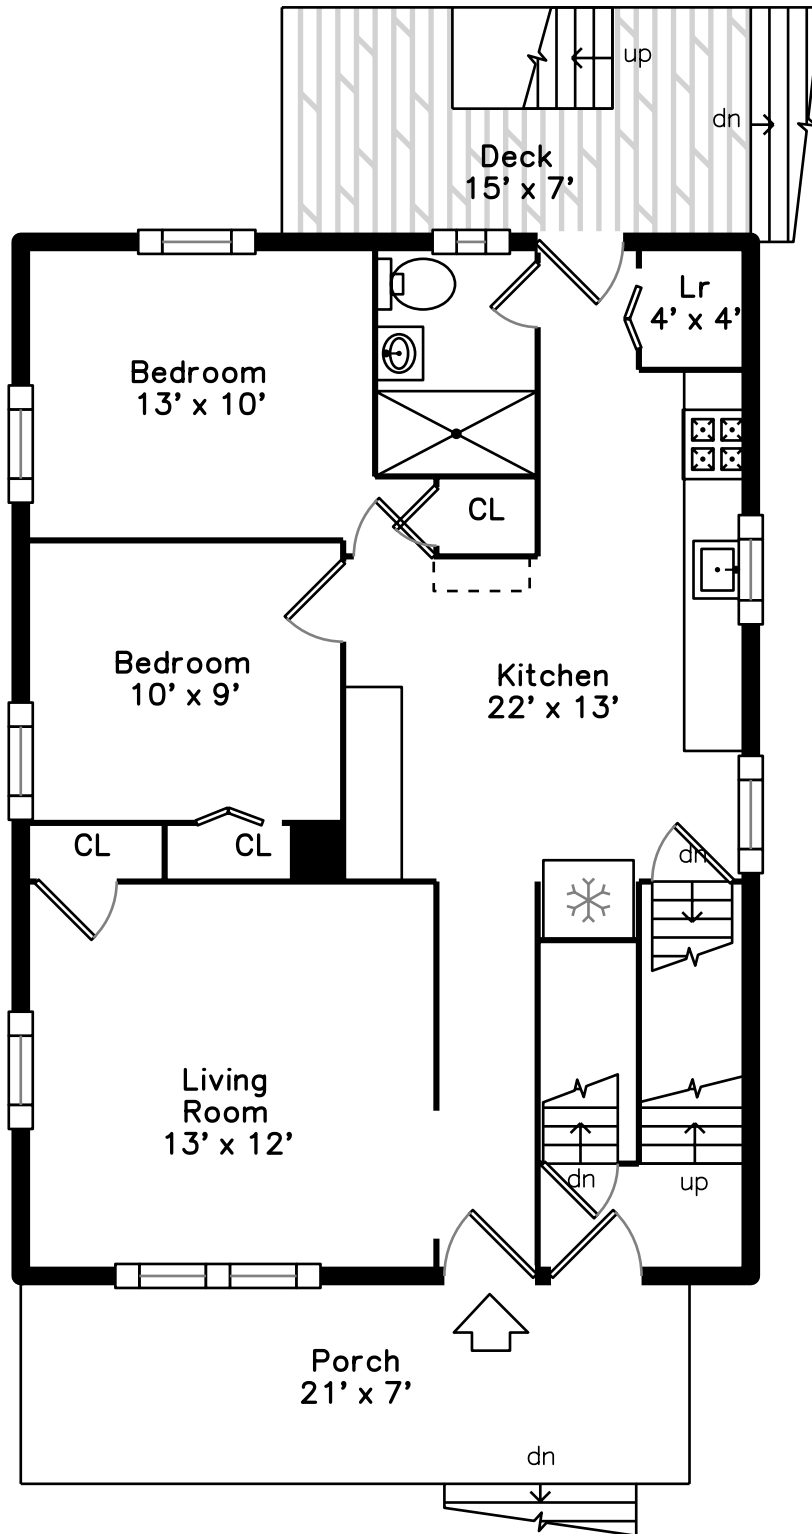 up
dn
Deck
15' x 7'
Lr
4' x 4'
Bedroom
13' x 10'
CL
Bedroom
10' x 9'
Kitchen
22' x 13'
CL
CL
dn
Living
Room
13' x 12'
dn
up
Porch
21' x 7'
dn